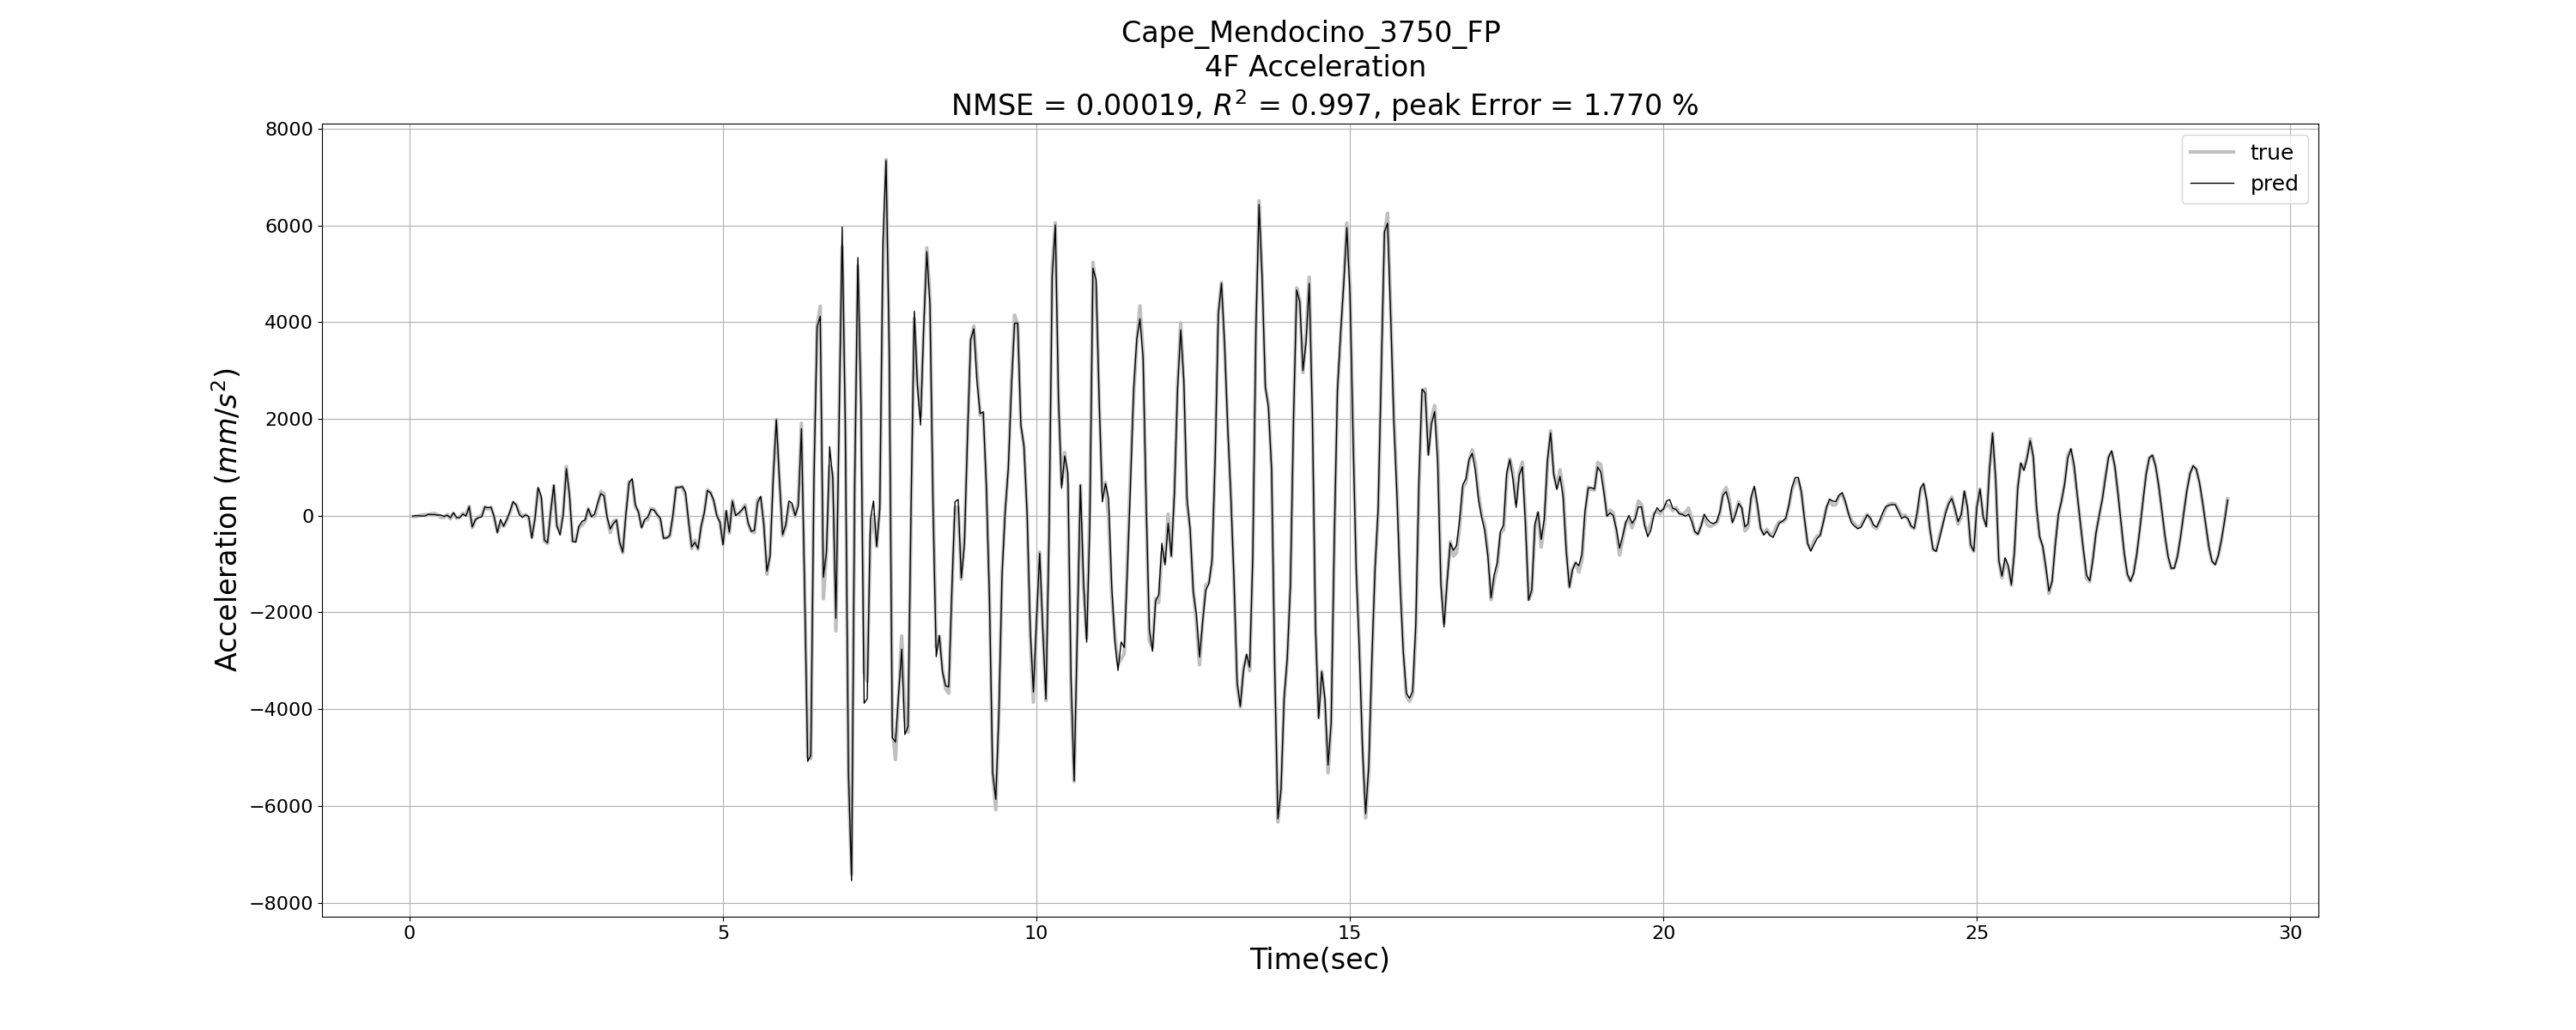 Cape_Mendocino_3750_FP
4F Acceleration
NMSE = 0.00019, R² = 0.997, peak Error = 1.770 %
true
pred
Acceleration (mm/s²)
8000
6000
4000
2000
0
−2000
−4000
−6000
−8000
0 5 10 15 20 25 30
Time(sec)